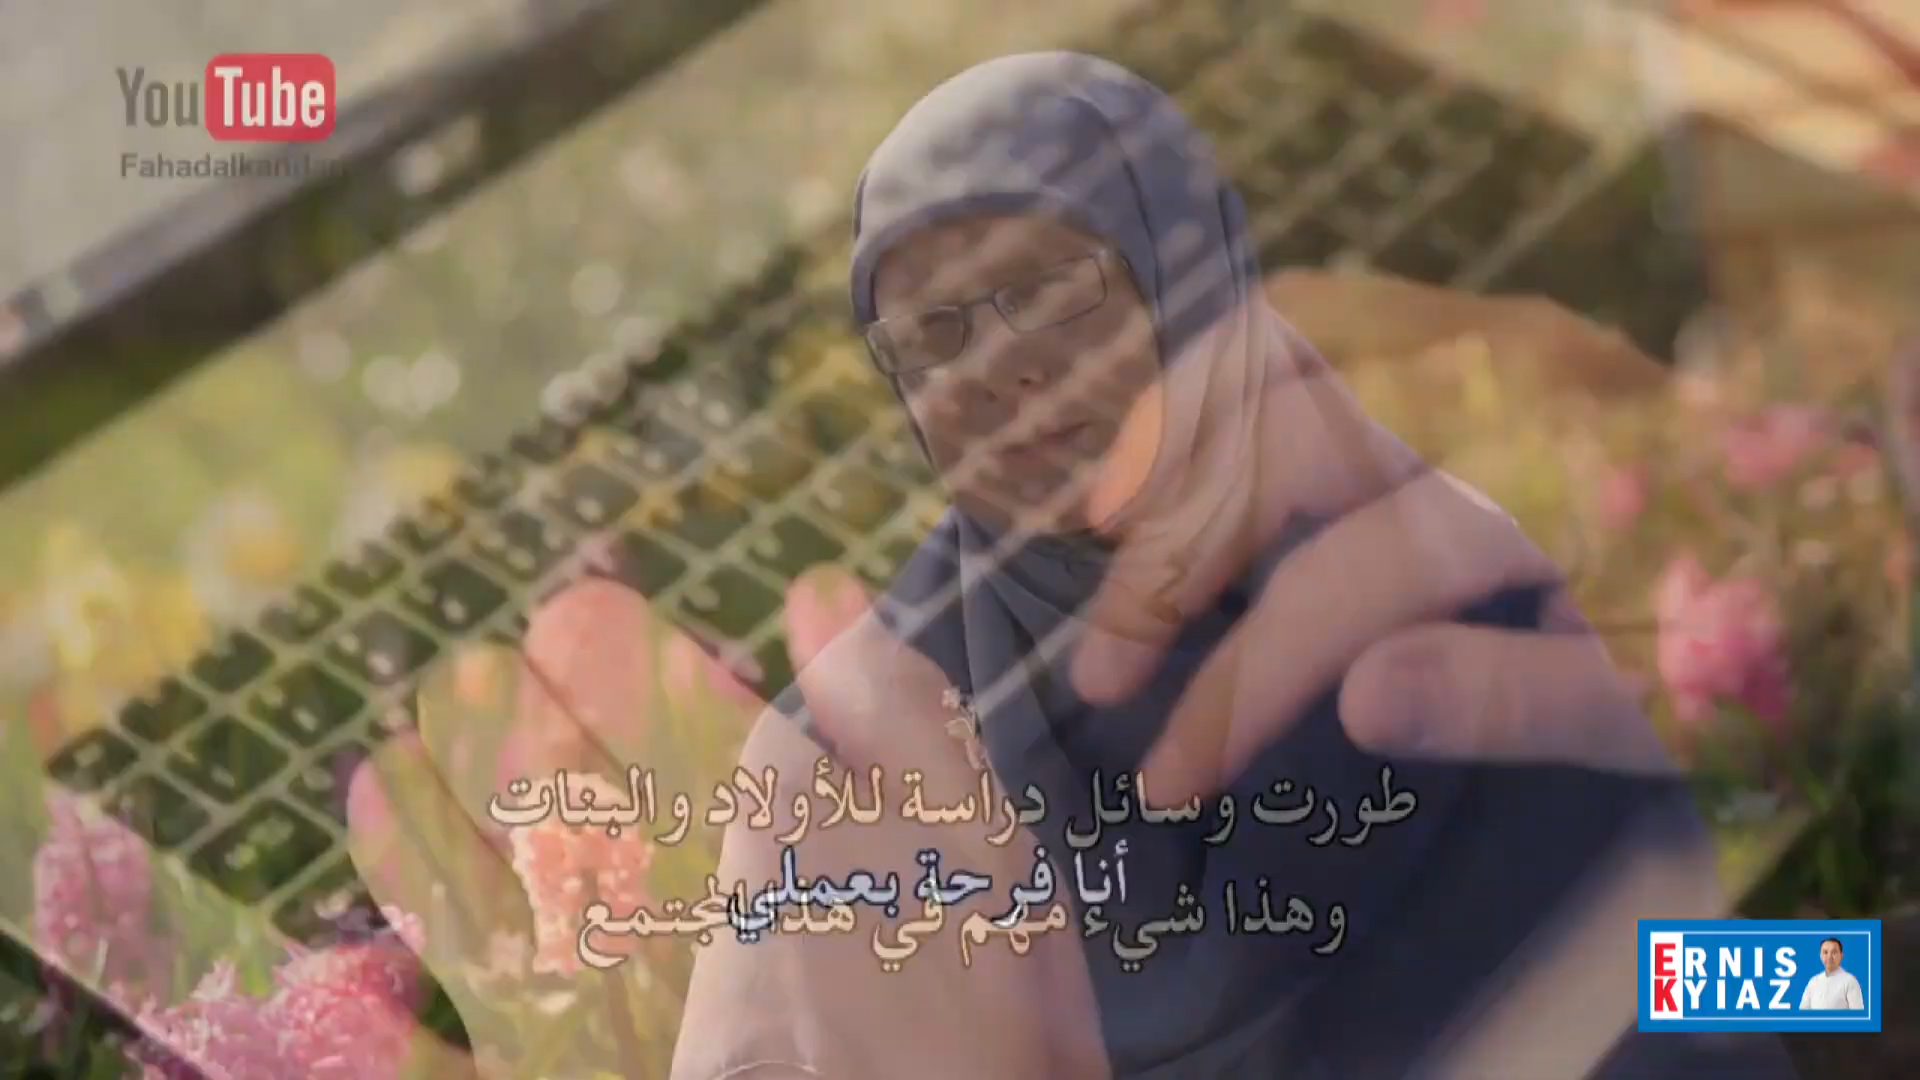 YouTube
Fahadalkandari
طورت وسائل دراسة للأولاد والبنات
أنا فرحة بعملي
وهذا شيء مهم في هذا المجتمع
ERNIS
KYIAZ